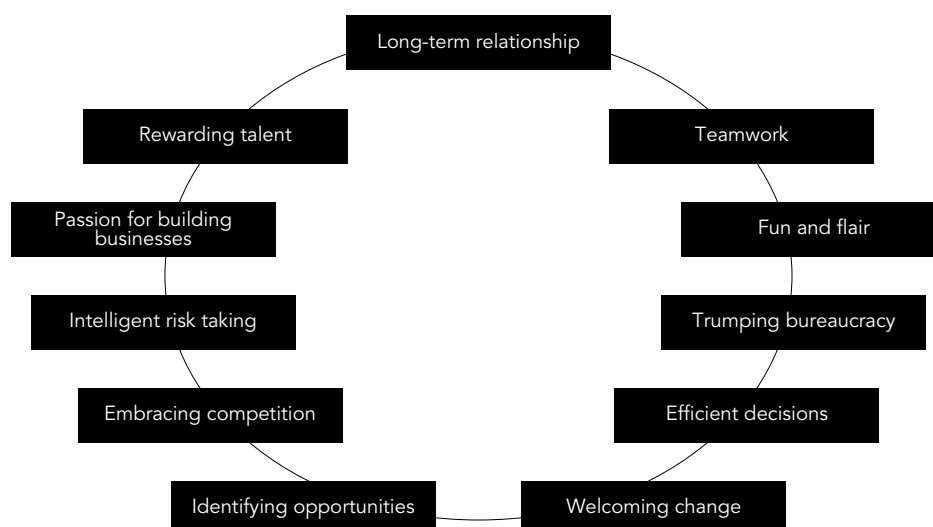 Long-term relationship
Rewarding talent
Teamwork
Passion for building
businesses
Fun and flair
Intelligent risk taking
Trumping bureaucracy
Embracing competition
Efficient decisions
Identifying opportunities
Welcoming change